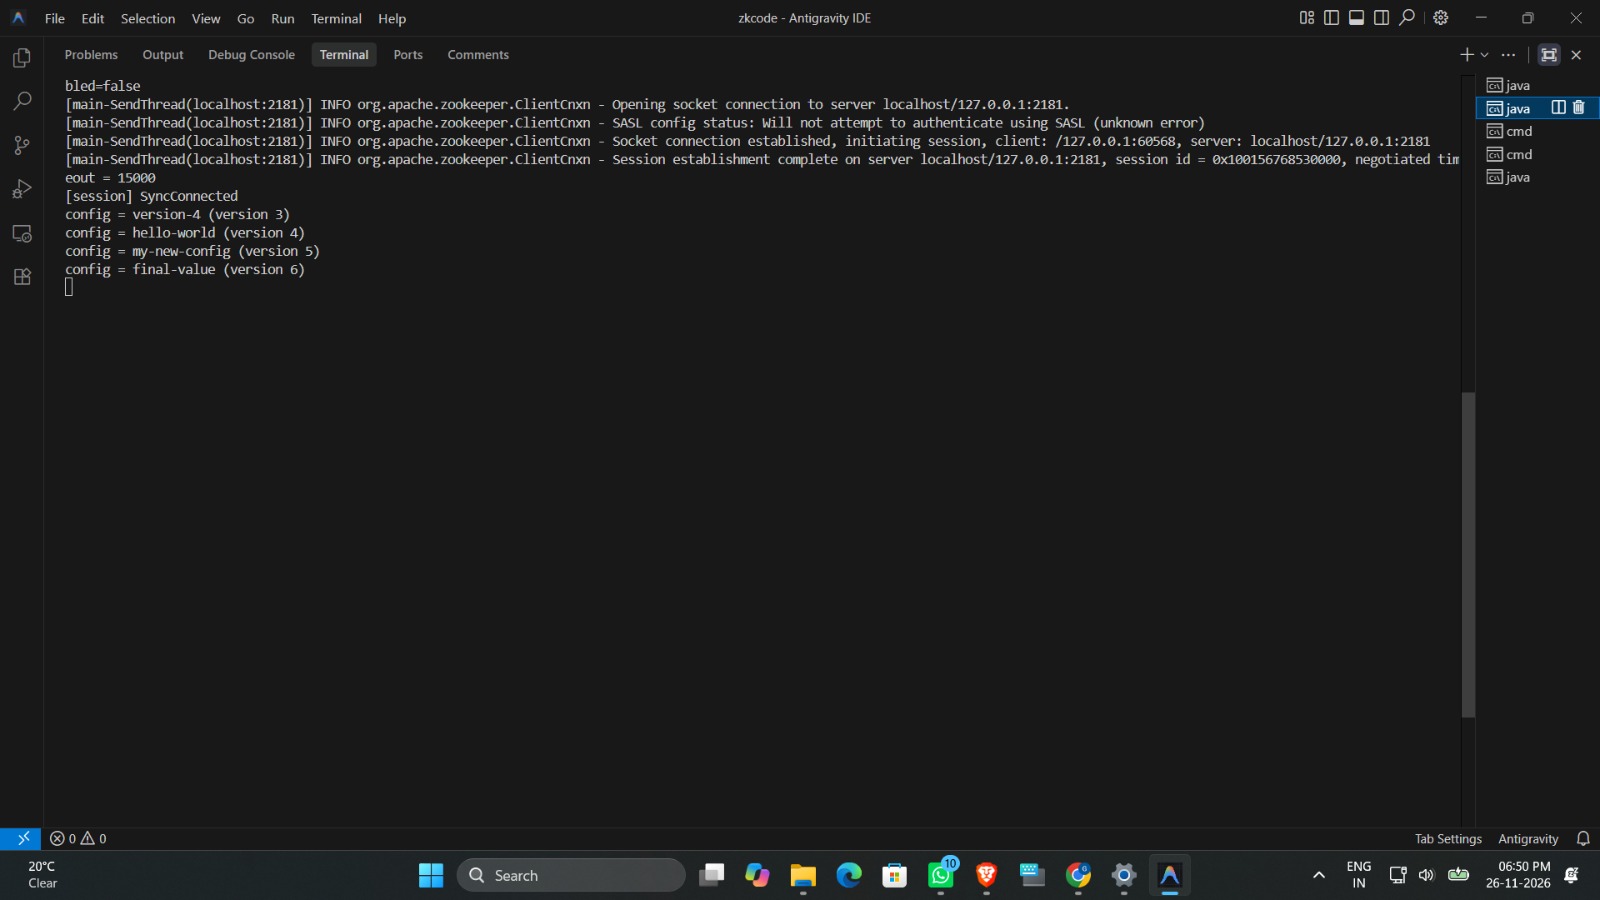 File Edit Selection View Go Run Terminal Help
zkcode - Antigravity IDE
Problems Output Debug Console Terminal Ports Comments
bled=false
[main-SendThread(localhost:2181)] INFO org.apache.zookeeper.ClientCnxn - Opening socket connection to server localhost/127.0.0.1:2181.
[main-SendThread(localhost:2181)] INFO org.apache.zookeeper.ClientCnxn - SASL config status: Will not attempt to authenticate using SASL (unknown error)
[main-SendThread(localhost:2181)] INFO org.apache.zookeeper.ClientCnxn - Socket connection established, initiating session, client: /127.0.0.1:60568, server: localhost/127.0.0.1:2181
[main-SendThread(localhost:2181)] INFO org.apache.zookeeper.ClientCnxn - Session establishment complete on server localhost/127.0.0.1:2181, session id = 0x100156768530000, negotiated tim
eout = 15000
[session] SyncConnected
config = version-4 (version 3)
config = hello-world (version 4)
config = my-new-config (version 5)
config = final-value (version 6)
java
java
cmd
cmd
java
0 0
Tab Settings Antigravity
20°C
Clear
Search
10
6
ENG
IN
06:50 PM
26-11-2026